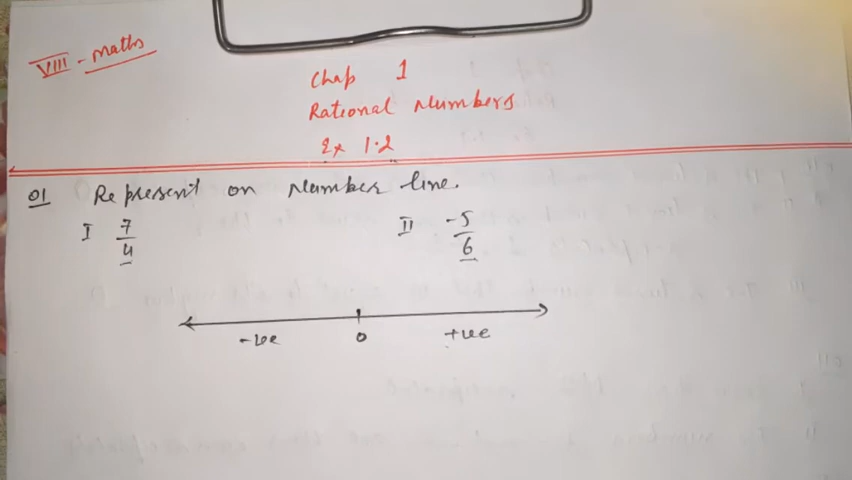 VIII - Maths
Chap 1
Rational Numbers
Ex 1.2
Q1 Represent on Number line.
I 7/4 II -5/6
-ve 0 +ve